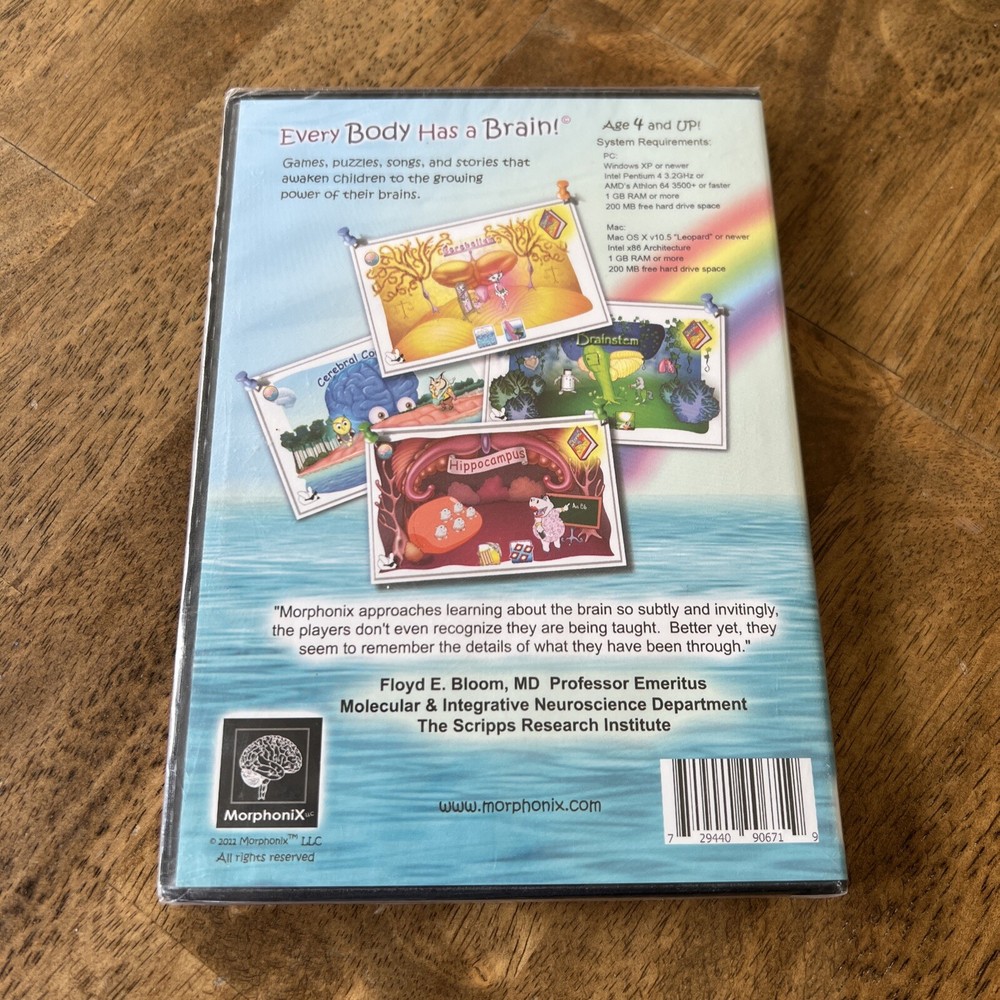 Every Body Has a Brain!©
Games, puzzles, songs, and stories that
awaken children to the growing
power of their brains.
Age 4 and UP!
System Requirements:
PC:
Windows XP or newer
Intel Pentium 4 3.2GHz or
AMD's Athlon 64 3500+ or faster
1 GB RAM or more
200 MB free hard drive space
Mac:
Mac OS X v10.5 "Leopard" or newer
Intel x86 Architecture
1 GB RAM or more
200 MB free hard drive space
Cerebellum
Cerebral Co
Brainstem
Hippocampus
"Morphonix approaches learning about the brain so subtly and invitingly,
the players don't even recognize they are being taught. Better yet, they
seem to remember the details of what they have been through."
Floyd E. Bloom, MD Professor Emeritus
Molecular & Integrative Neuroscience Department
The Scripps Research Institute
MorphoniX LLC
© 2011 Morphonix™ LLC
All rights reserved
www.morphonix.com
7 29440 90671 9